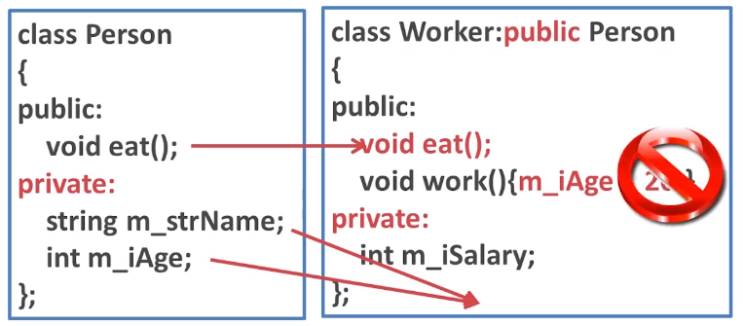 class Person
{
public:
void eat();
private:
string m_strName;
int m_iAge;
};
class Worker:public Person
{
public:
void eat();
void work(){m_iAge
private:
int m_iSalary;
};